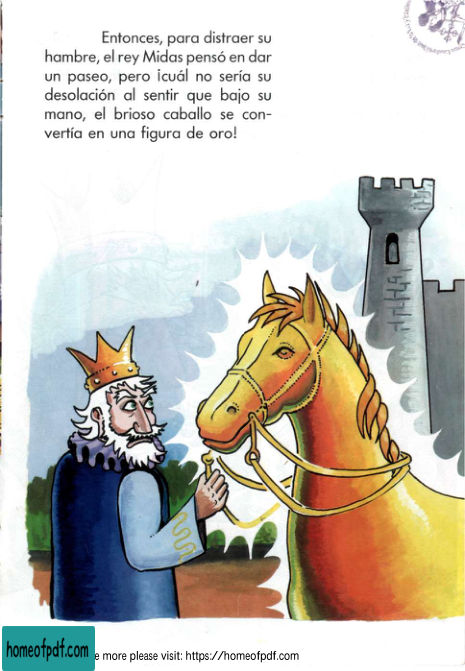 Entonces, para distraer su
hambre, el rey Midas pensó en dar
un paseo, pero ¡cuál no sería su
desolación al sentir que bajo su
mano, el brioso caballo se con-
vertía en una figura de oro!
homeofpdf.com
e more please visit: https://homeofpdf.com